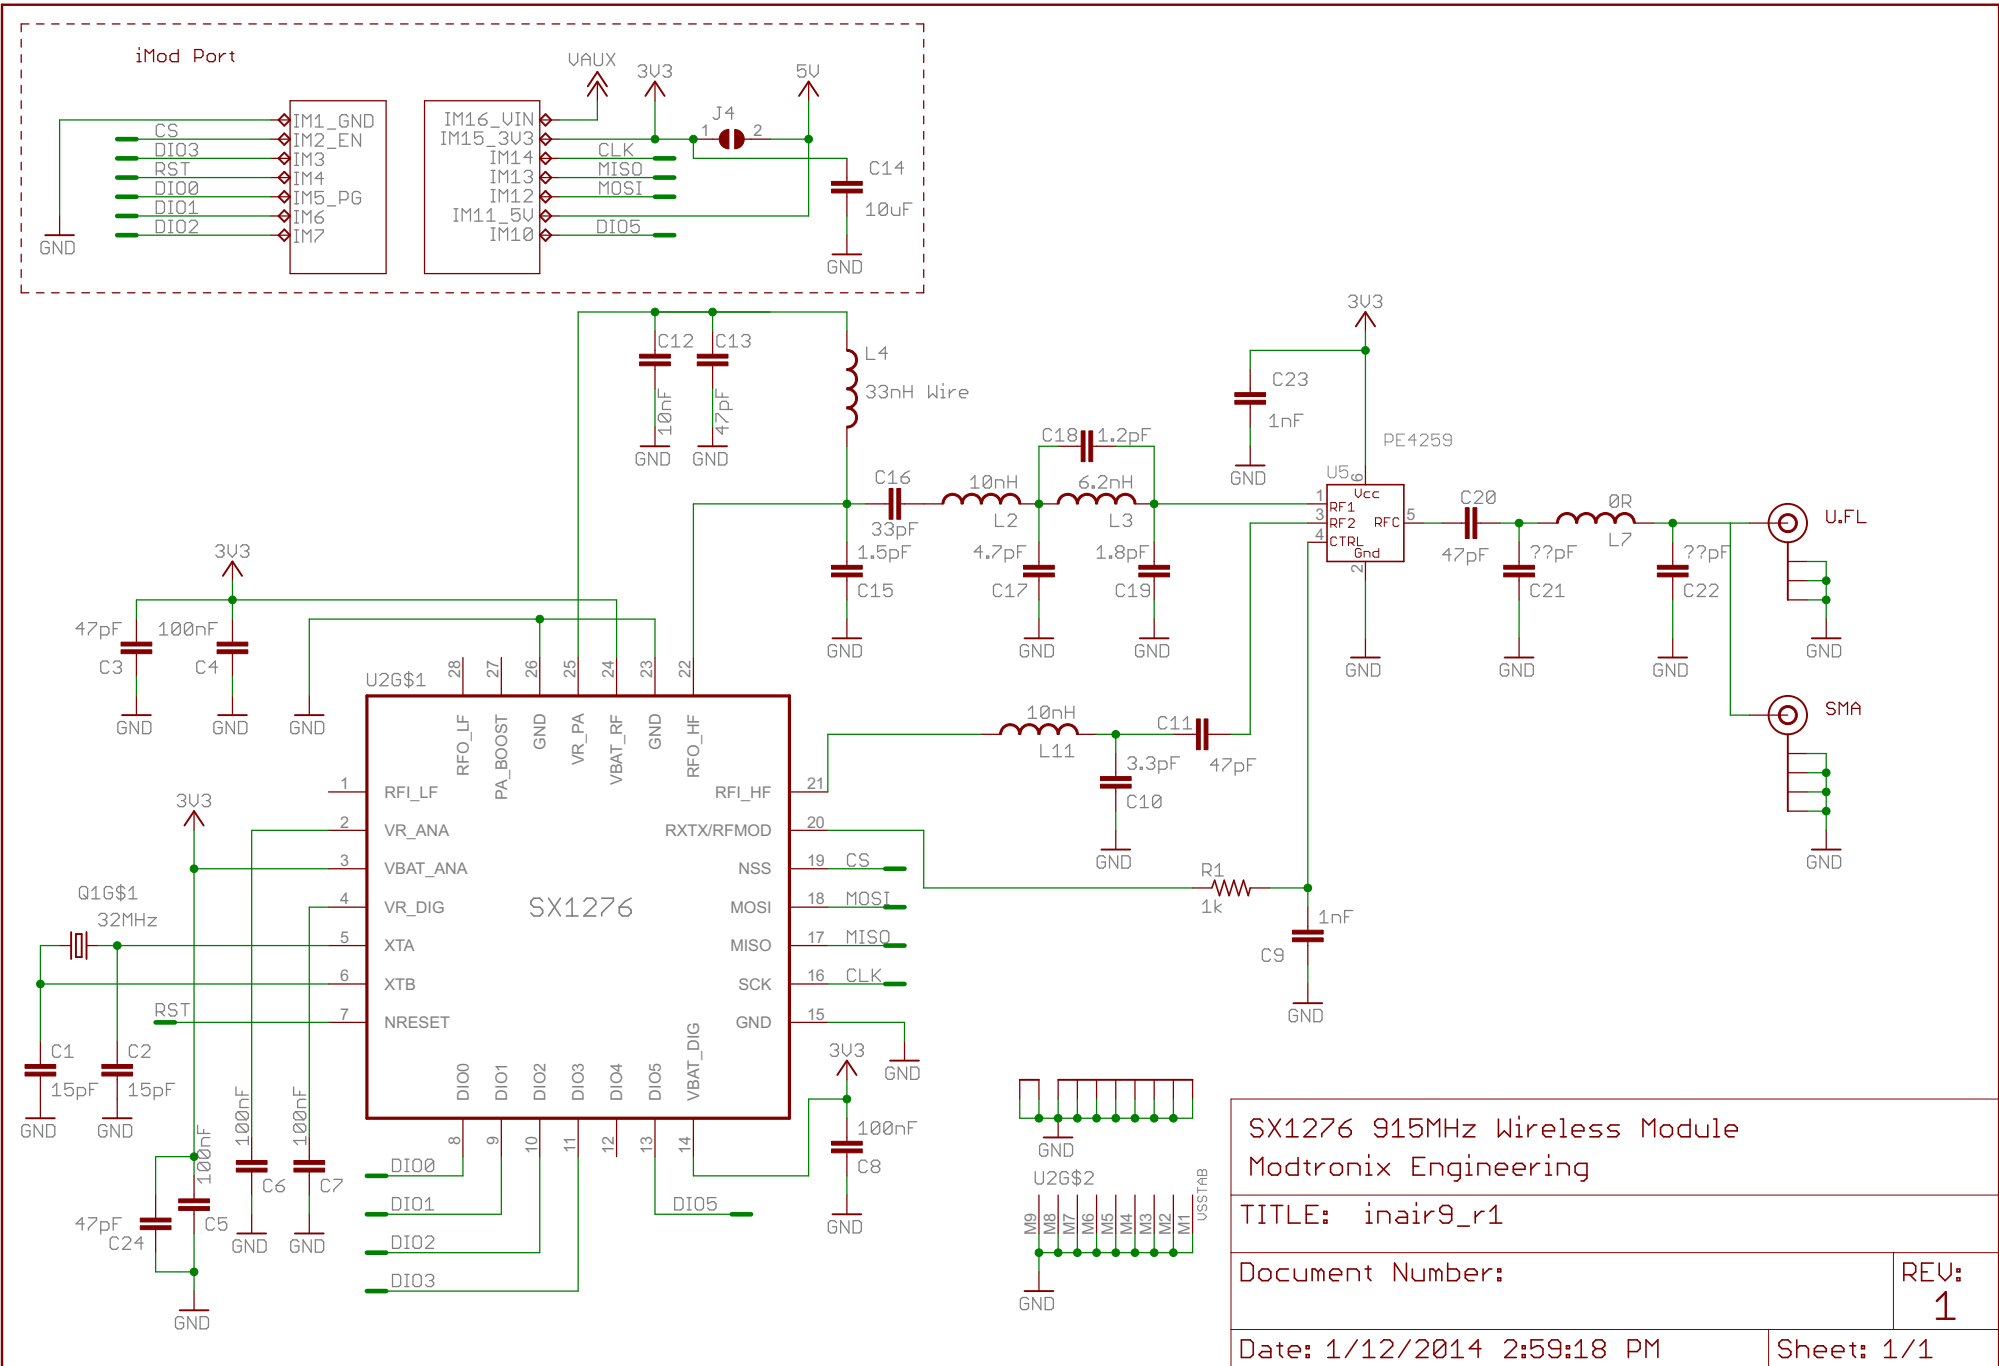 iMod Port
VAUX
3V3
5V
J4
1
2
IM1_GND
IM2_EN
IM3
IM4
IM5_PG
IM6
IM7
CS
DIO3
RST
DIO0
DIO1
DIO2
GND
IM16_VIN
IM15_3V3
IM14
IM13
IM12
IM11_5V
IM10
CLK
MISO
MOSI
DIO5
C14
10uF
GND
C12
10nF
GND
C13
47pF
GND
L4
33nH Wire
C16
33pF
10nH
L2
C18
1.2pF
6.2nH
L3
1.5pF
C15
GND
4.7pF
C17
GND
1.8pF
C19
GND
3V3
C23
1nF
GND
PE4259
U5
6
Vcc
1
RF1
3
RF2
4
CTRL
RFC
5
Gnd
2
GND
C20
47pF
??pF
C21
GND
0R
L7
??pF
C22
GND
U.FL
GND
SMA
GND
3V3
47pF
C3
GND
100nF
C4
GND
GND
U2G$1
28
27
26
25
24
23
22
RFO_LF
PA_BOOST
GND
VR_PA
VBAT_RF
GND
RFO_HF
1
RFI_LF
2
VR_ANA
3
VBAT_ANA
4
VR_DIG
5
XTA
6
XTB
7
NRESET
SX1276
RFI_HF
21
RXTX/RFMOD
20
NSS
19
CS
MOSI
18
MOSI
MISO
17
MISO
SCK
16
CLK
GND
15
GND
DIO0
DIO1
DIO2
DIO3
DIO4
DIO5
VBAT_DIG
8
9
10
11
12
13
14
DIO0
DIO1
DIO2
DIO3
DIO5
3V3
100nF
C8
GND
10nH
L11
C11
47pF
3.3pF
C10
GND
R1
1k
1nF
C9
GND
3V3
Q1G$1
32MHz
RST
C1
15pF
GND
C2
15pF
GND
100nF
C5
47pF
C24
GND
100nF
C6
GND
100nF
C7
GND
GND
U2G$2
M9
M8
M7
M6
M5
M4
M3
M2
M1
VSSTAB
GND
SX1276 915MHz Wireless Module
Modtronix Engineering
TITLE: inair9_r1
Document Number:
REV:
1
Date: 1/12/2014 2:59:18 PM
Sheet: 1/1